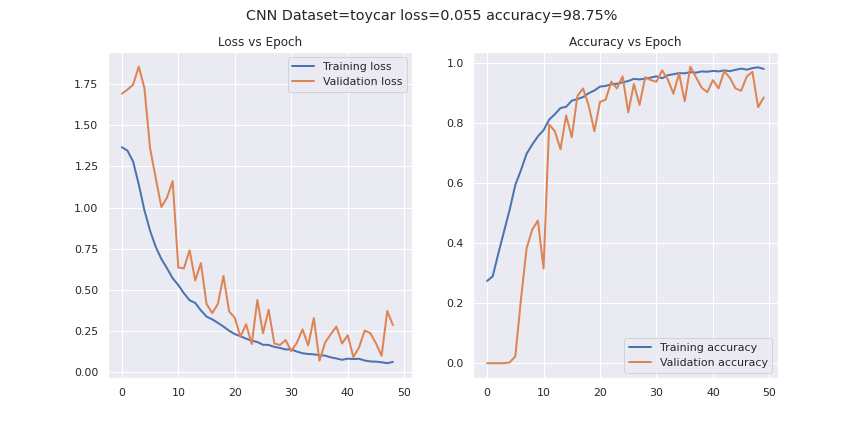 CNN Dataset=toycar loss=0.055 accuracy=98.75%
Loss vs Epoch
Training loss
Validation loss
1.75
1.50
1.25
1.00
0.75
0.50
0.25
0.00
0 10 20 30 40 50
Accuracy vs Epoch
1.0
0.8
0.6
0.4
0.2
0.0
Training accuracy
Validation accuracy
0 10 20 30 40 50